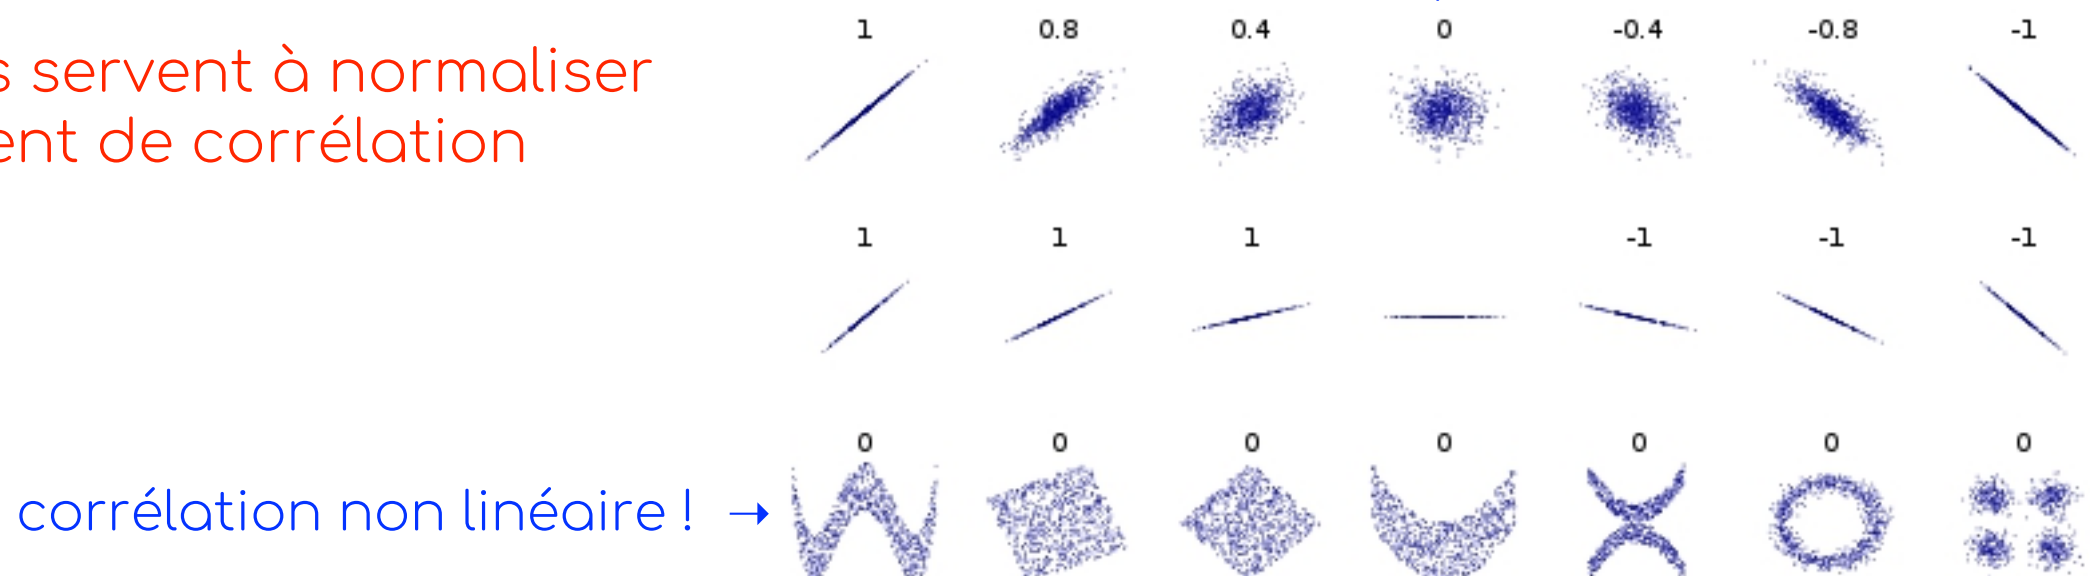 1 0.8 0.4 0 -0.4 -0.8 -1
servent à normaliser
de corrélation
1 1 1 -1 -1 -1
0 0 0 0 0 0 0
corrélation non linéaire ! →